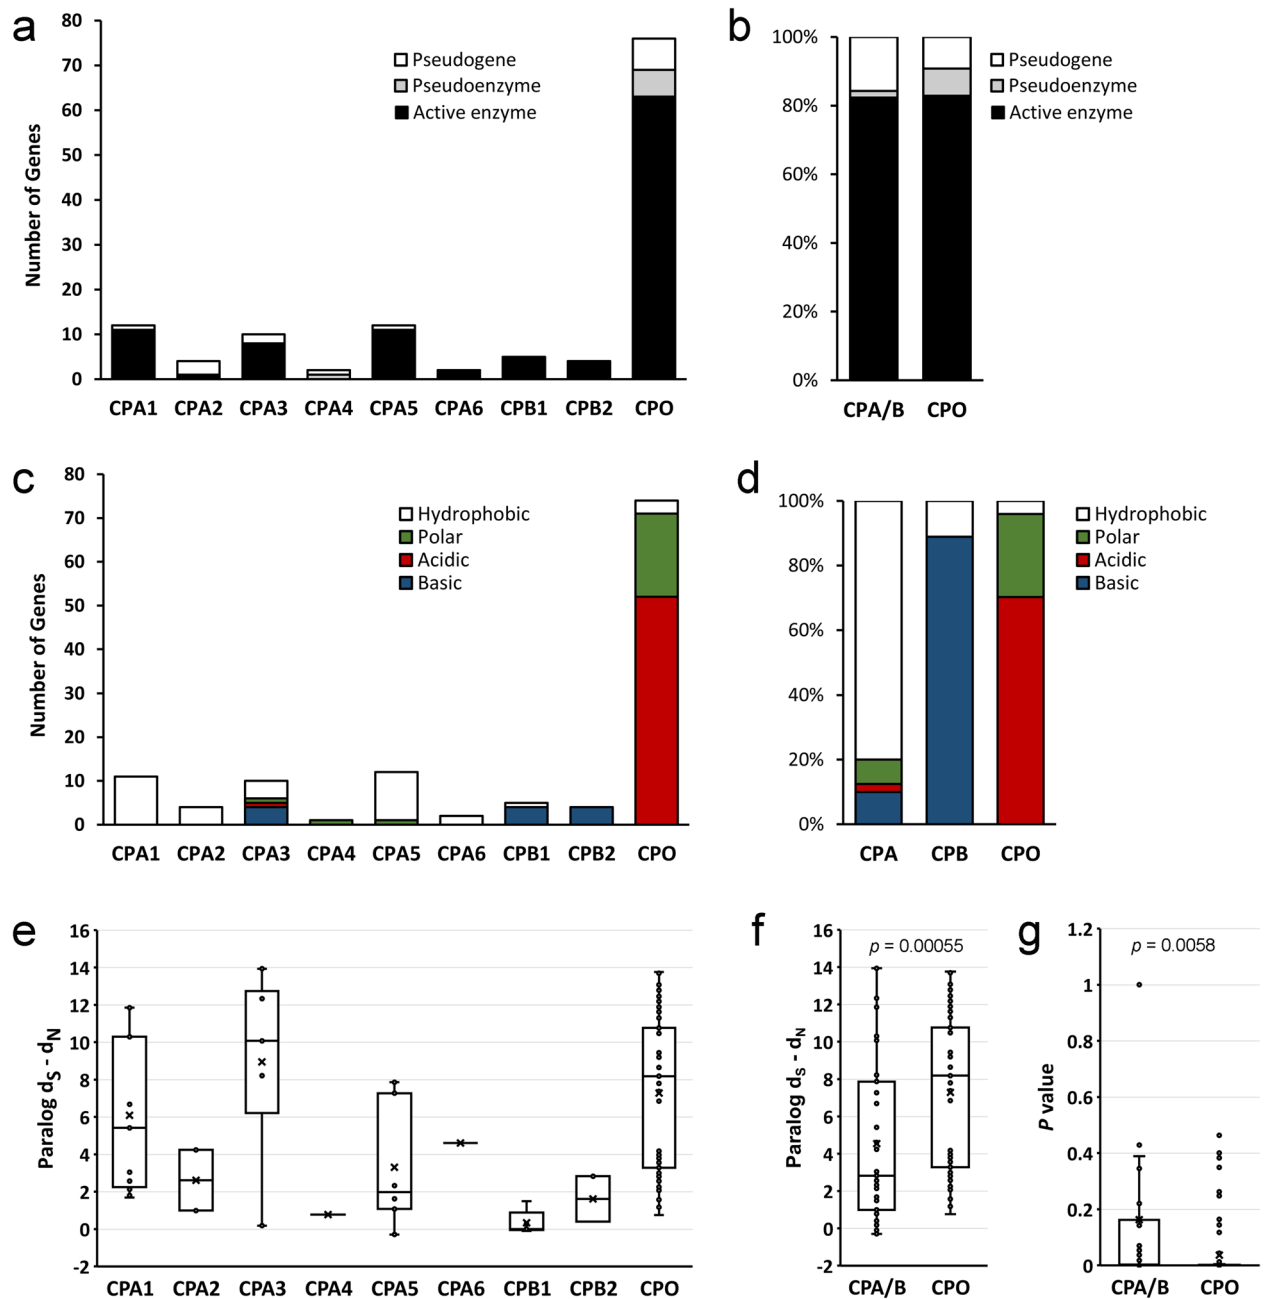 a
80
70
60
50
40
30
20
10
0
Number of Genes
Pseudogene
Pseudoenzyme
Active enzyme
CPA1 CPA2 CPA3 CPA4 CPA5 CPA6 CPB1 CPB2 CPO
b
100%
80%
60%
40%
20%
0%
Pseudogene
Pseudoenzyme
Active enzyme
CPA/B CPO
c
80
70
60
50
40
30
20
10
0
Number of Genes
Hydrophobic
Polar
Acidic
Basic
CPA1 CPA2 CPA3 CPA4 CPA5 CPA6 CPB1 CPB2 CPO
d
100%
80%
60%
40%
20%
0%
Hydrophobic
Polar
Acidic
Basic
CPA CPB CPO
e
16
14
12
10
8
6
4
2
0
-2
Paralog dS - dN
CPA1 CPA2 CPA3 CPA4 CPA5 CPA6 CPB1 CPB2 CPO
f
16
14
12
10
8
6
4
2
0
-2
Paralog dS - dN
p = 0.00055
CPA/B CPO
g
1.2
1
0.8
0.6
0.4
0.2
0
P value
p = 0.0058
CPA/B CPO